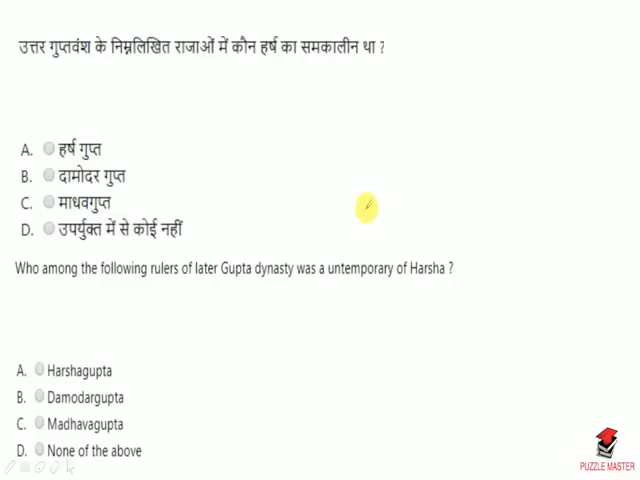 उत्तर गुप्तवंश के निम्नलिखित राजाओं में कौन हर्ष का समकालीन था ?
A. हर्ष गुप्त
B. दामोदर गुप्त
C. माधवगुप्त
D. उपर्युक्त में से कोई नहीं
Who among the following rulers of later Gupta dynasty was a untemporary of Harsha ?
A. Harshagupta
B. Damodargupta
C. Madhavagupta
D. None of the above
PUZZLE MASTER